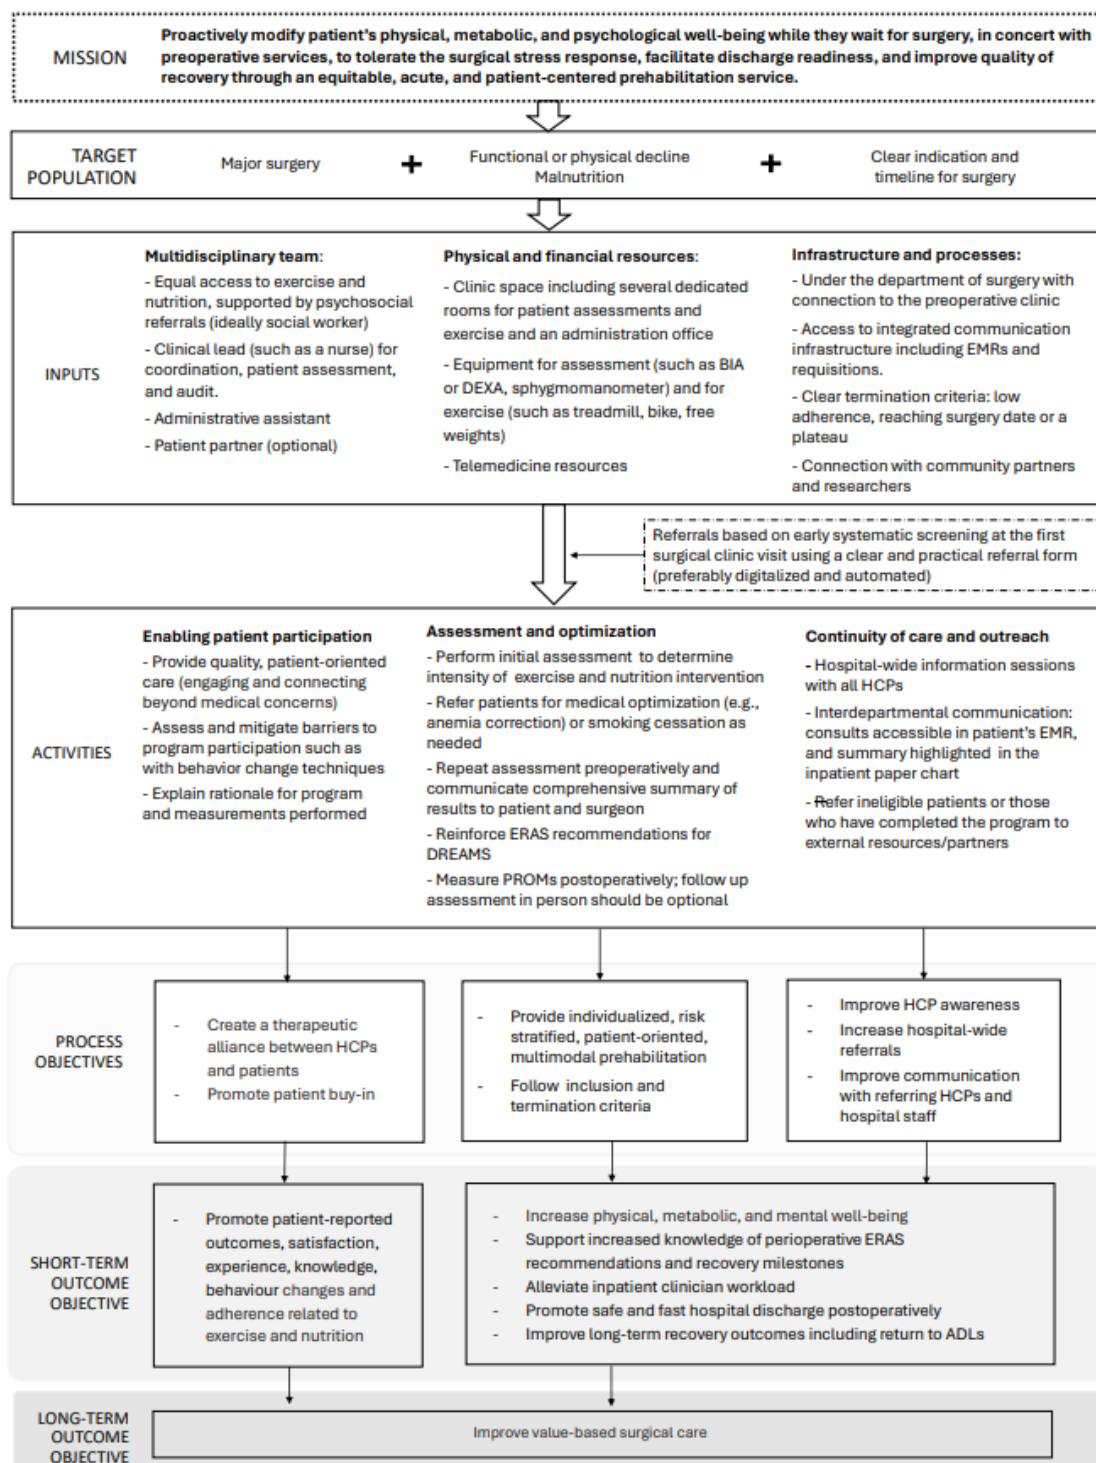 MISSION
Proactively modify patient's physical, metabolic, and psychological well-being while they wait for surgery, in concert with
preoperative services, to tolerate the surgical stress response, facilitate discharge readiness, and improve quality of
recovery through an equitable, acute, and patient-centered prehabilitation service.
TARGET
POPULATION
Major surgery
+
Functional or physical decline
Malnutrition
+
Clear indication and
timeline for surgery
INPUTS
Multidisciplinary team:
- Equal access to exercise and
nutrition, supported by psychosocial
referrals (ideally social worker)
- Clinical lead (such as a nurse) for
coordination, patient assessment,
and audit.
- Administrative assistant
- Patient partner (optional)
Physical and financial resources:
- Clinic space including several dedicated
rooms for patient assessments and
exercise and an administration office
- Equipment for assessment (such as BIA
or DEXA, sphygmomanometer) and for
exercise (such as treadmill, bike, free
weights)
- Telemedicine resources
Infrastructure and processes:
- Under the department of surgery with
connection to the preoperative clinic
- Access to integrated communication
infrastructure including EMRs and
requisitions.
- Clear termination criteria: low
adherence, reaching surgery date or a
plateau
- Connection with community partners
and researchers
Referrals based on early systematic screening at the first
surgical clinic visit using a clear and practical referral form
(preferably digitalized and automated)
ACTIVITIES
Enabling patient participation
- Provide quality, patient-oriented
care (engaging and connecting
beyond medical concerns)
- Assess and mitigate barriers to
program participation such as
with behavior change techniques
- Explain rationale for program
and measurements performed
Assessment and optimization
- Perform initial assessment to determine
intensity of exercise and nutrition intervention
- Refer patients for medical optimization (e.g.,
anemia correction) or smoking cessation as
needed
- Repeat assessment preoperatively and
communicate comprehensive summary of
results to patient and surgeon
- Reinforce ERAS recommendations for
DREAMS
- Measure PROMs postoperatively; follow up
assessment in person should be optional
Continuity of care and outreach
- Hospital-wide information sessions
with all HCPs
- Interdepartmental communication:
consults accessible in patient's EMR,
and summary highlighted in the
inpatient paper chart
- Refer ineligible patients or those
who have completed the program to
external resources/partners
PROCESS
OBJECTIVES
- Create a therapeutic
alliance between HCPs
and patients
- Promote patient buy-in
- Provide individualized, risk
stratified, patient-oriented,
multimodal prehabilitation
- Follow inclusion and
termination criteria
- Improve HCP awareness
- Increase hospital-wide
referrals
- Improve communication
with referring HCPs and
hospital staff
SHORT-TERM
OUTCOME
OBJECTIVE
- Promote patient-reported
outcomes, satisfaction,
experience, knowledge,
behaviour changes and
adherence related to
exercise and nutrition
- Increase physical, metabolic, and mental well-being
- Support increased knowledge of perioperative ERAS
recommendations and recovery milestones
- Alleviate inpatient clinician workload
- Promote safe and fast hospital discharge postoperatively
- Improve long-term recovery outcomes including return to ADLs
LONG-TERM
OUTCOME
OBJECTIVE
Improve value-based surgical care